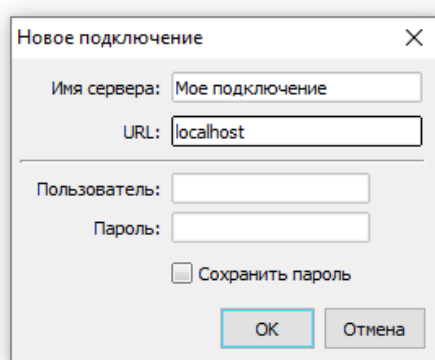 Новое подключение
Имя сервера: Мое подключение
URL: localhost
Пользователь:
Пароль:
Сохранить пароль
OK Отмена